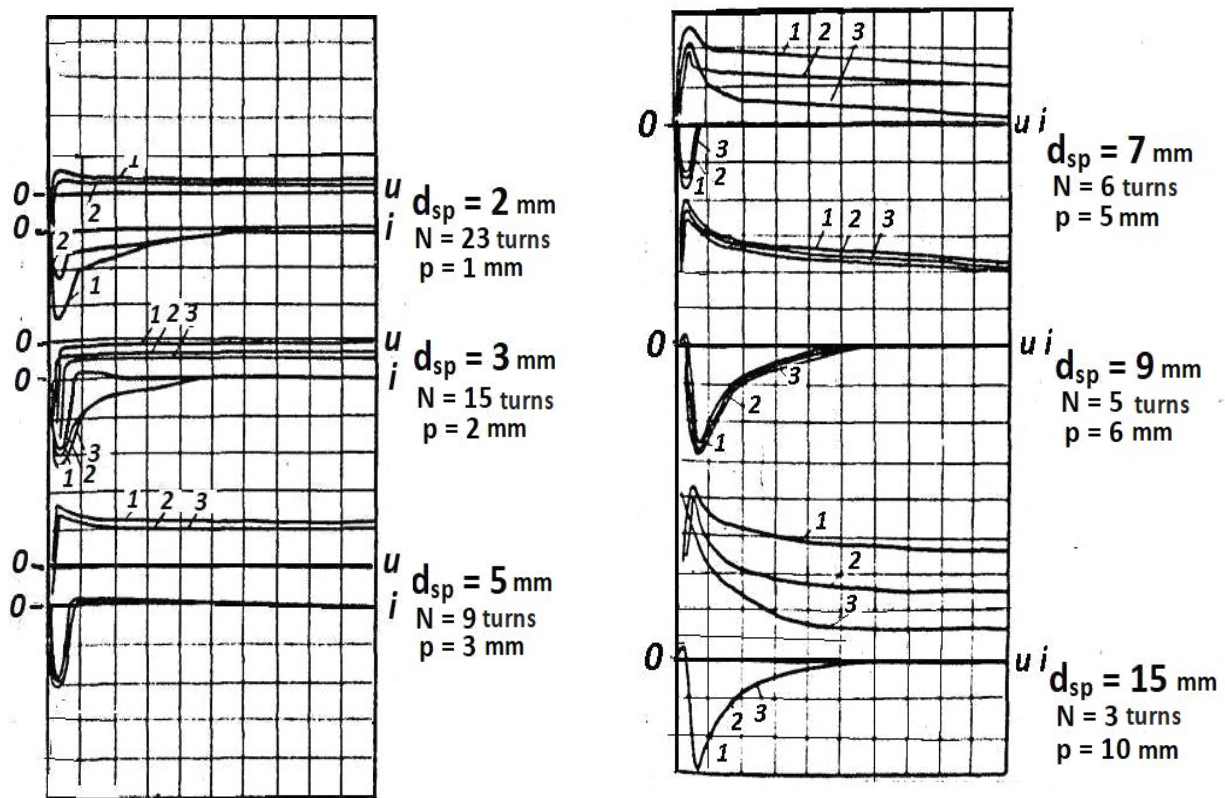 1
0
u
2
0
i
2
1
d_sp = 2 mm
N = 23 turns
p = 1 mm
1 2 3
0
u
0
i
3
1 2
d_sp = 3 mm
N = 15 turns
p = 2 mm
1 2 3
0
u
0
i
d_sp = 5 mm
N = 9 turns
p = 3 mm
1 2 3
0
u i
3
2
1
d_sp = 7 mm
N = 6 turns
p = 5 mm
1 2 3
0
u i
3
2
1
d_sp = 9 mm
N = 5 turns
p = 6 mm
1
2
3
0
u i
3
2
1
d_sp = 15 mm
N = 3 turns
p = 10 mm